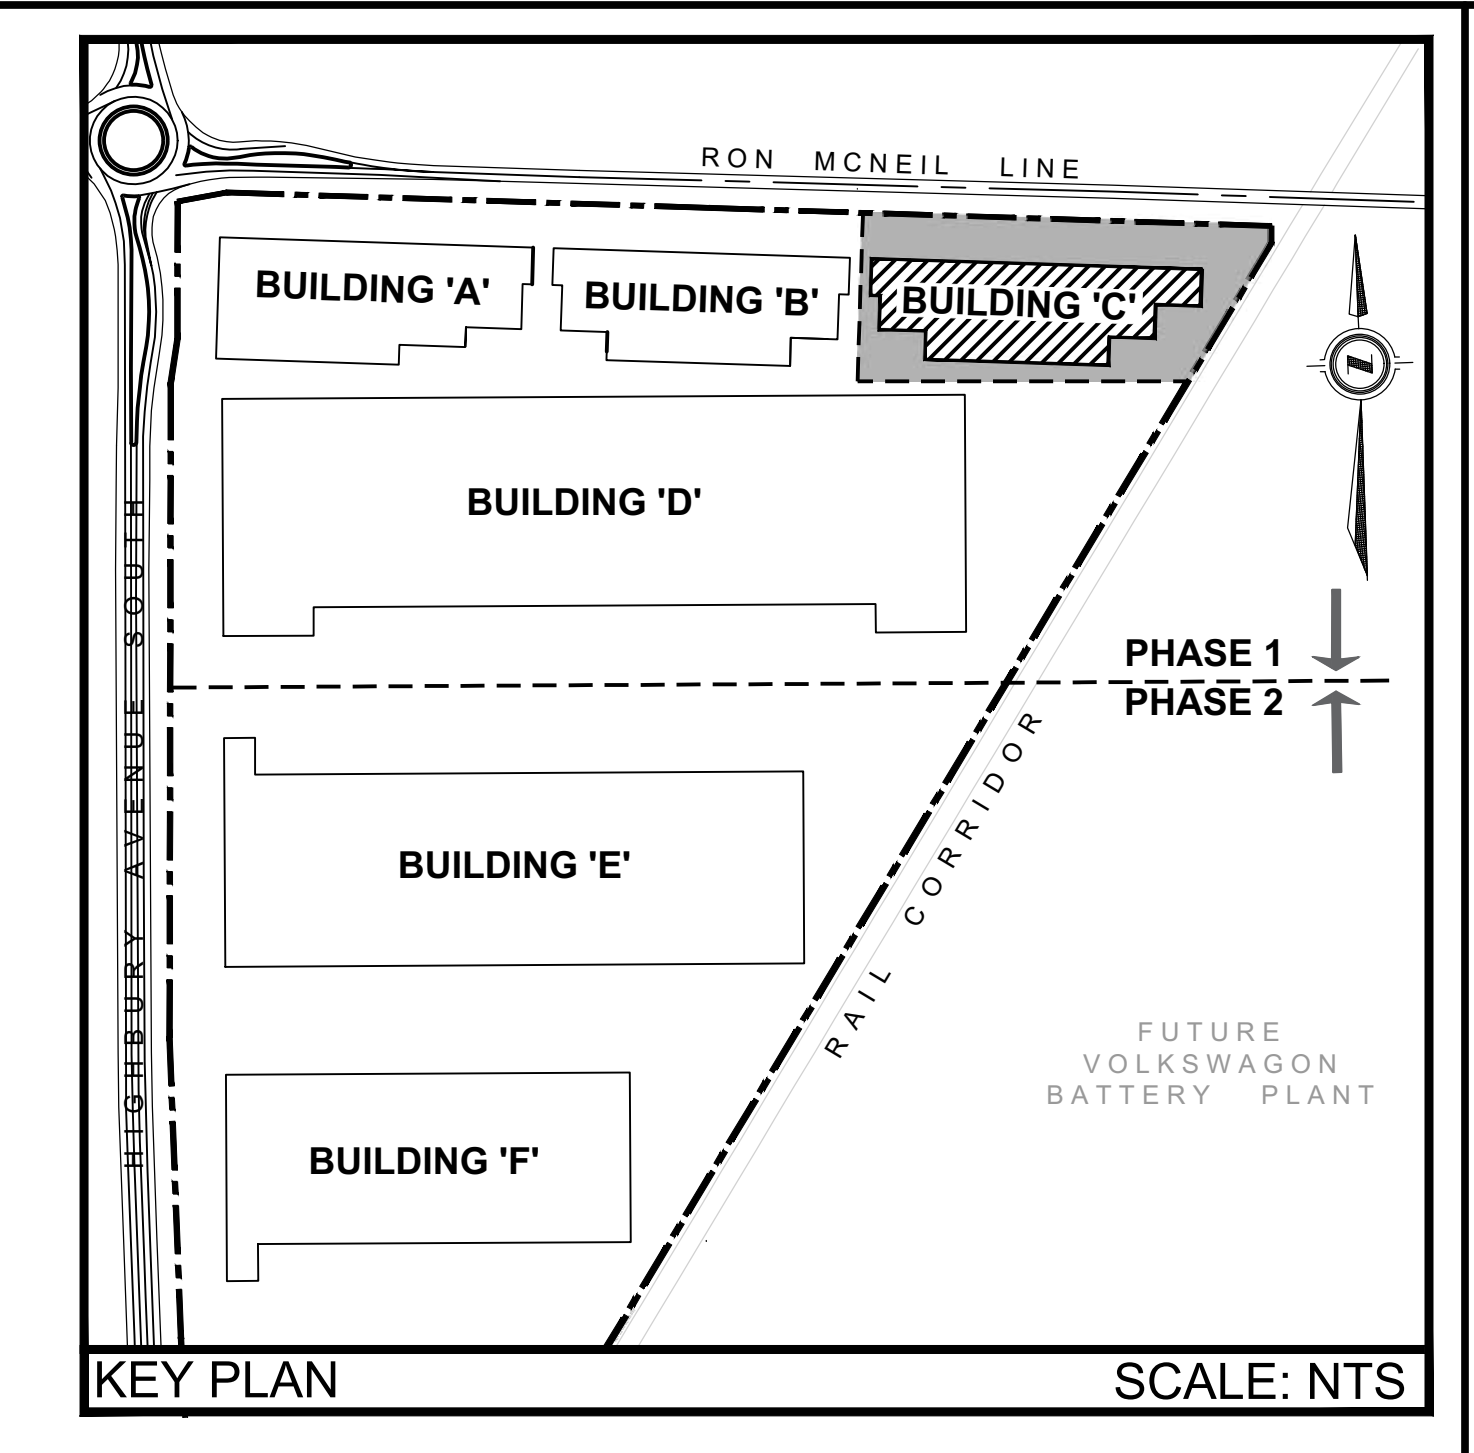 RON MCNEIL LINE
BUILDING 'A'
BUILDING 'B'
BUILDING 'C'
N
BUILDING 'D'
HIGHBURY AVENUE SOUTH
PHASE 1
PHASE 2
RAIL CORRIDOR
BUILDING 'E'
FUTURE
VOLKSWAGON
BATTERY PLANT
BUILDING 'F'
KEY PLAN
SCALE: NTS